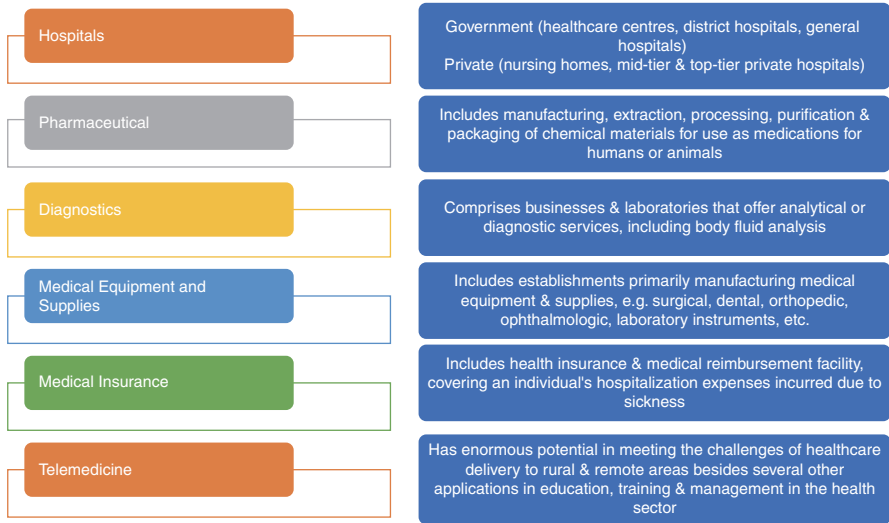 Hospitals
Government (healthcare centres, district hospitals, general
hospitals)
Private (nursing homes, mid-tier & top-tier private hospitals)
Pharmaceutical
Includes manufacturing, extraction, processing, purification &
packaging of chemical materials for use as medications for
humans or animals
Diagnostics
Comprises businesses & laboratories that offer analytical or
diagnostic services, including body fluid analysis
Medical Equipment and
Supplies
Includes establishments primarily manufacturing medical
equipment & supplies, e.g. surgical, dental, orthopedic,
ophthalmologic, laboratory instruments, etc.
Medical Insurance
Includes health insurance & medical reimbursement facility,
covering an individual's hospitalization expenses incurred due to
sickness
Telemedicine
Has enormous potential in meeting the challenges of healthcare
delivery to rural & remote areas besides several other
applications in education, training & management in the health
sector